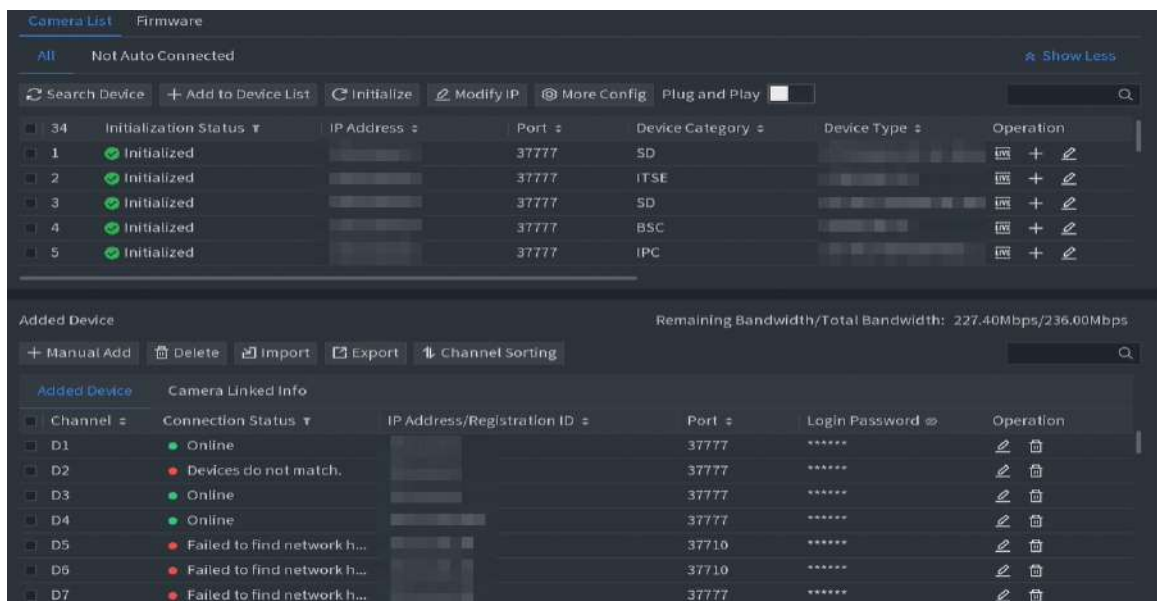 Camera List Firmware
All Not Auto Connected Show Less
Search Device + Add to Device List Initialize Modify IP More Config Plug and Play
34 Initialization Status IP Address Port Device Category Device Type Operation
1 Initialized 37777 SD LIVE +
2 Initialized 37777 ITSE LIVE +
3 Initialized 37777 SD LIVE +
4 Initialized 37777 BSC LIVE +
5 Initialized 37777 IPC LIVE +
Added Device Remaining Bandwidth/Total Bandwidth: 227.40Mbps/236.00Mbps
+ Manual Add Delete Import Export Channel Sorting
Added Device Camera Linked Info
Channel Connection Status IP Address/Registration ID Port Login Password Operation
D1 Online 37777 ******
D2 Devices do not match. 37777 ******
D3 Online 37777 ******
D4 Online 37777 ******
D5 Failed to find network h... 37710 ******
D6 Failed to find network h... 37710 ******
D7 Failed to find network h... 37777 ******